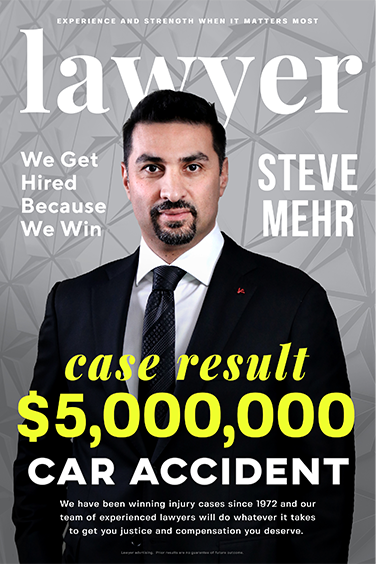 EXPERIENCE AND STRENGTH WHEN IT MATTERS MOST
lawyer
We Get
Hired
Because
We Win
STEVE
MEHR
case result
$5,000,000
CAR ACCIDENT
We have been winning injury cases since 1972 and our
team of experienced lawyers will do whatever it takes
to get you justice and compensation you deserve.
Lawyer advertising. Prior results are no guarantee of future outcome.